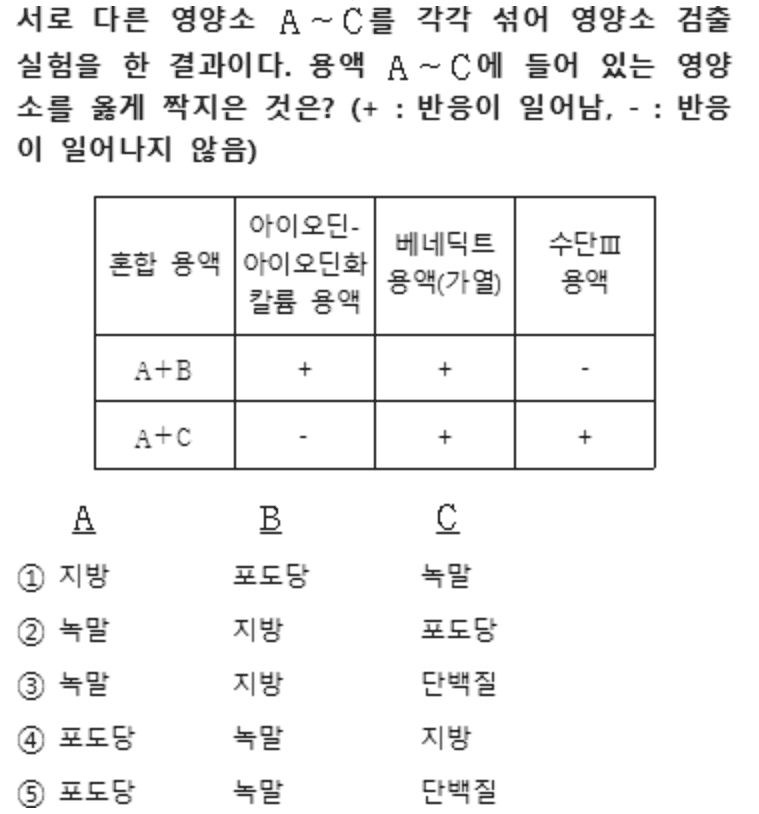 서로 다른 영양소 A ~ C를 각각 섞어 영양소 검출
실험을 한 결과이다. 용액 A ~ C에 들어 있는 영양
소를 옳게 짝지은 것은? (+ : 반응이 일어남, - : 반응
이 일어나지 않음)
혼합 용액 아이오딘-아이오딘화 칼륨 용액 베네딕트 용액(가열) 수단Ⅲ 용액
A+B + + -
A+C - + +
A B C
① 지방 포도당 녹말
② 녹말 지방 포도당
③ 녹말 지방 단백질
④ 포도당 녹말 지방
⑤ 포도당 녹말 단백질